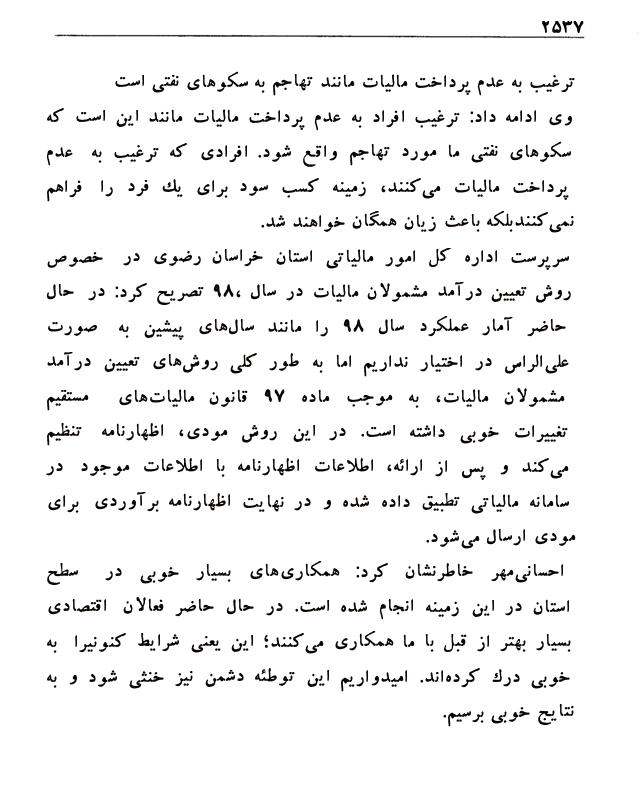 ۲۵۳۷
ترغیب به عدم پرداخت مالیات مانند تهاجم به سکوهای نفتی است
وی ادامه داد: ترغیب افراد به عدم پرداخت مالیات مانند این است که
سکوهای نفتی ما مورد تهاجم واقع شود. افرادی که ترغیب به عدم
پرداخت مالیات می‌کنند، زمینه کسب سود برای يك فرد را فراهم
نمی‌کنندبلکه باعث زیان همگان خواهند شد.
سرپرست اداره کل امور مالیاتی استان خراسان رضوی در خصوص
روش تعیین درآمد مشمولان مالیات در سال ۹۸، تصریح کرد: در حال
حاضر آمار عملکرد سال ۹۸ را مانند سال‌های پیشین به صورت
علی‌الراس در اختیار نداریم اما به طور کلی روش‌های تعیین درآمد
مشمولان مالیات، به موجب ماده ۹۷ قانون مالیات‌های مستقیم
تغییرات خوبی داشته است. در این روش مودی، اظهارنامه تنظیم
می‌کند و پس از ارائه، اطلاعات اظهارنامه با اطلاعات موجود در
سامانه مالیاتی تطبیق داده شده و در نهایت اظهارنامه برآوردی برای
مودی ارسال می‌شود.
احسانی‌مهر خاطرنشان کرد: همکاری‌های بسیار خوبی در سطح
استان در این زمینه انجام شده است. در حال حاضر فعالان اقتصادی
بسیار بهتر از قبل با ما همکاری می‌کنند؛ این یعنی شرایط کنونیرا به
خوبی درك کرده‌اند. امیدواریم این توطئه دشمن نیز خنثی شود و به
نتایج خوبی برسیم.